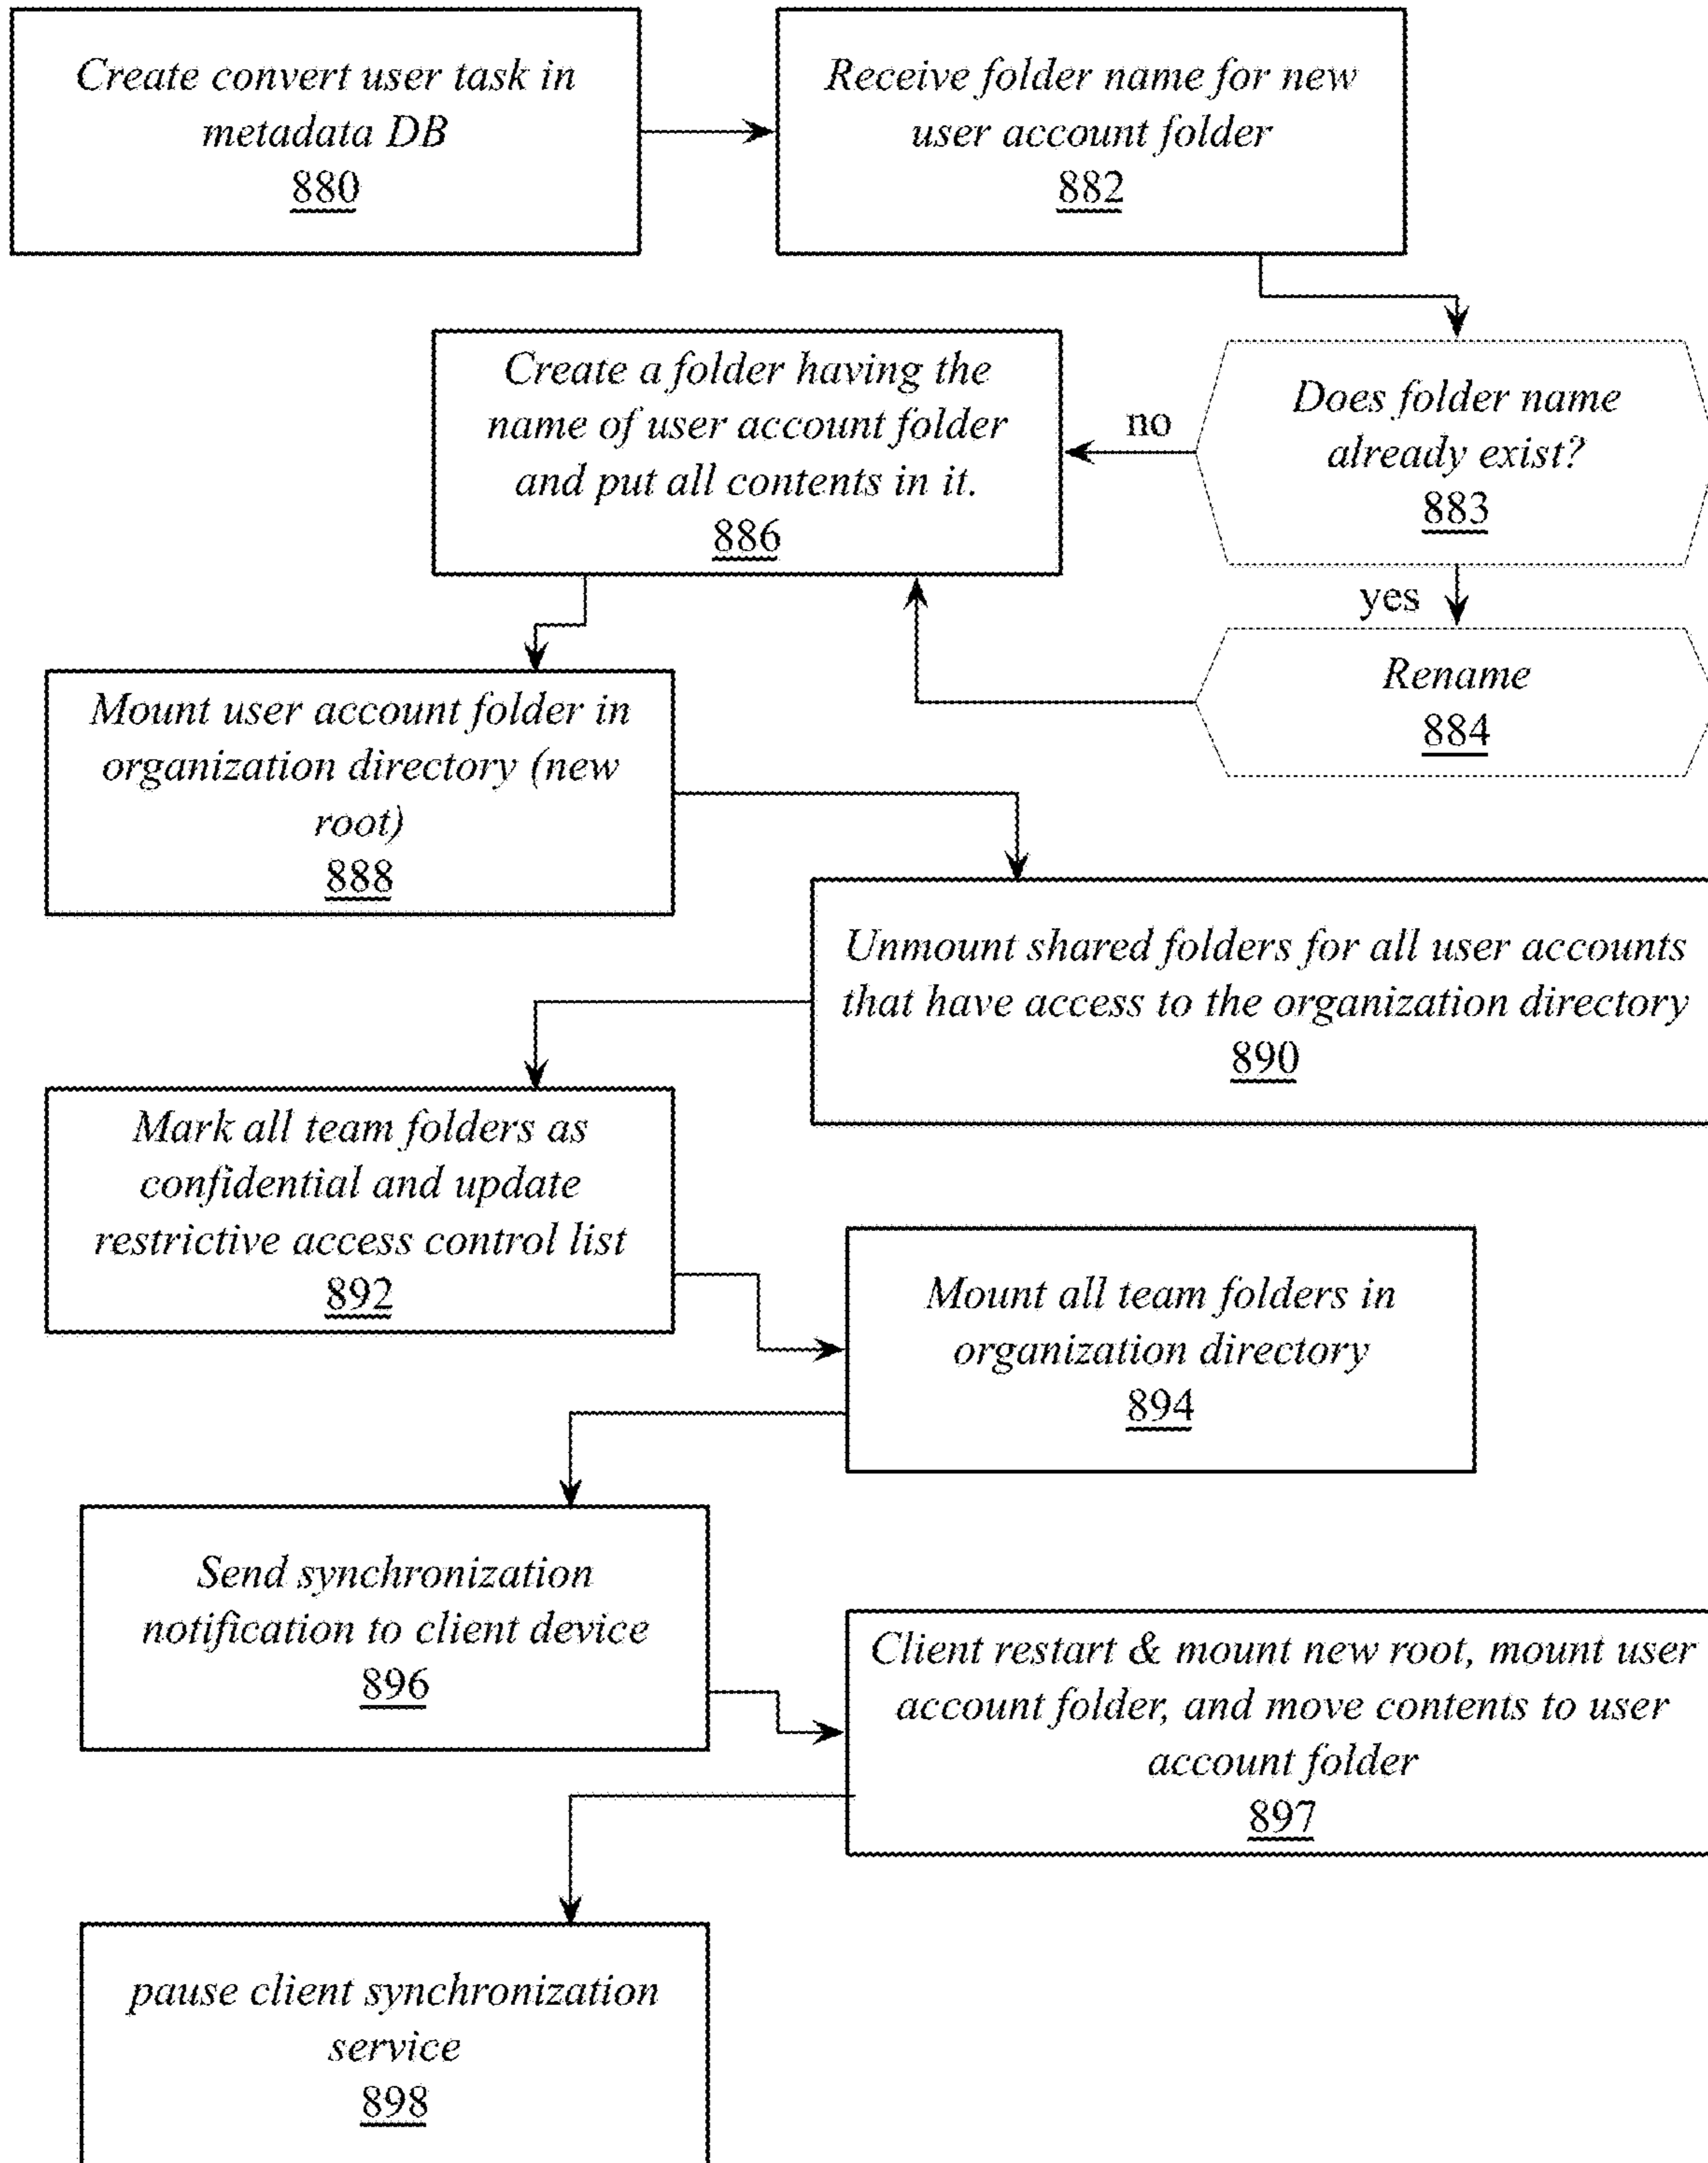 Create convert user task in
metadata DB
880
Receive folder name for new
user account folder
882
Does folder name
already exist?
883
no
Create a folder having the
name of user account folder
and put all contents in it.
886
yes
Rename
884
Mount user account folder in
organization directory (new
root)
888
Unmount shared folders for all user accounts
that have access to the organization directory
890
Mark all team folders as
confidential and update
restrictive access control list
892
Mount all team folders in
organization directory
894
Send synchronization
notification to client device
896
Client restart & mount new root, mount user
account folder, and move contents to user
account folder
897
pause client synchronization
service
898